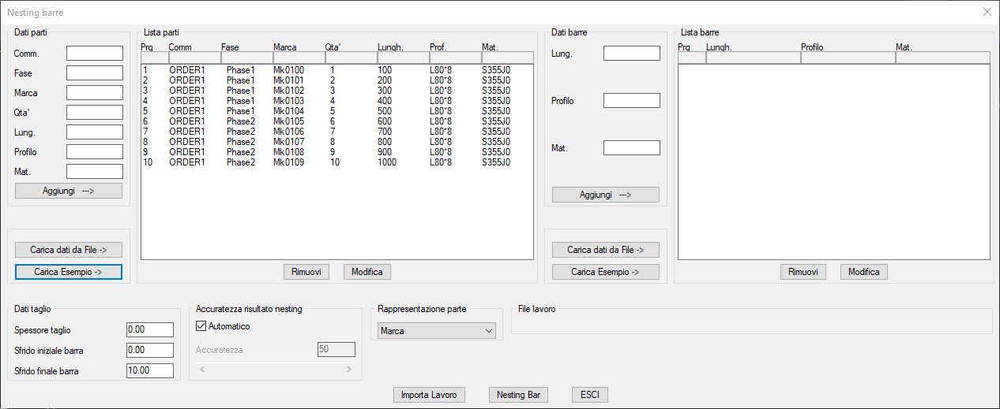 Nesting barre
Dati parti
Comm.
Fase
Marca
Qta'
Lung.
Profilo
Mat.
Aggiungi --->
Carica dati da File ->
Carica Esempio ->
Lista parti
Prg Comm Fase Marca Qta' Lungh. Prof. Mat.
1 ORDER1 Phase1 Mk0100 1 100 L80*8 S355J0
2 ORDER1 Phase1 Mk0101 2 200 L80*8 S355J0
3 ORDER1 Phase1 Mk0102 3 300 L80*8 S355J0
4 ORDER1 Phase1 Mk0103 4 400 L80*8 S355J0
5 ORDER1 Phase1 Mk0104 5 500 L80*8 S355J0
6 ORDER1 Phase2 Mk0105 6 600 L80*8 S355J0
7 ORDER1 Phase2 Mk0106 7 700 L80*8 S355J0
8 ORDER1 Phase2 Mk0107 8 800 L80*8 S355J0
9 ORDER1 Phase2 Mk0108 9 900 L80*8 S355J0
10 ORDER1 Phase2 Mk0109 10 1000 L80*8 S355J0
Rimuovi Modifica
Dati barre
Lung.
Profilo
Mat.
Aggiungi --->
Carica dati da File ->
Carica Esempio ->
Lista barre
Prg Lungh. Profilo Mat.
Rimuovi Modifica
Dati taglio
Spessore taglio 0.00
Sfrido iniziale barra 0.00
Sfrido finale barra 10.00
Accuratezza risultato nesting
Automatico
Accuratezza 50
Rappresentazione parte
Marca
File lavoro
Importa Lavoro Nesting Bar ESCI